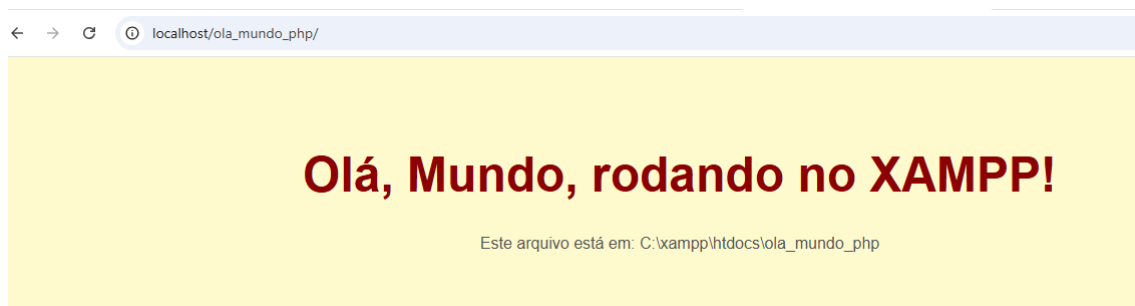 localhost/ola_mundo_php/
Olá, Mundo, rodando no XAMPP!
Este arquivo está em: C:\xampp\htdocs\ola_mundo_php